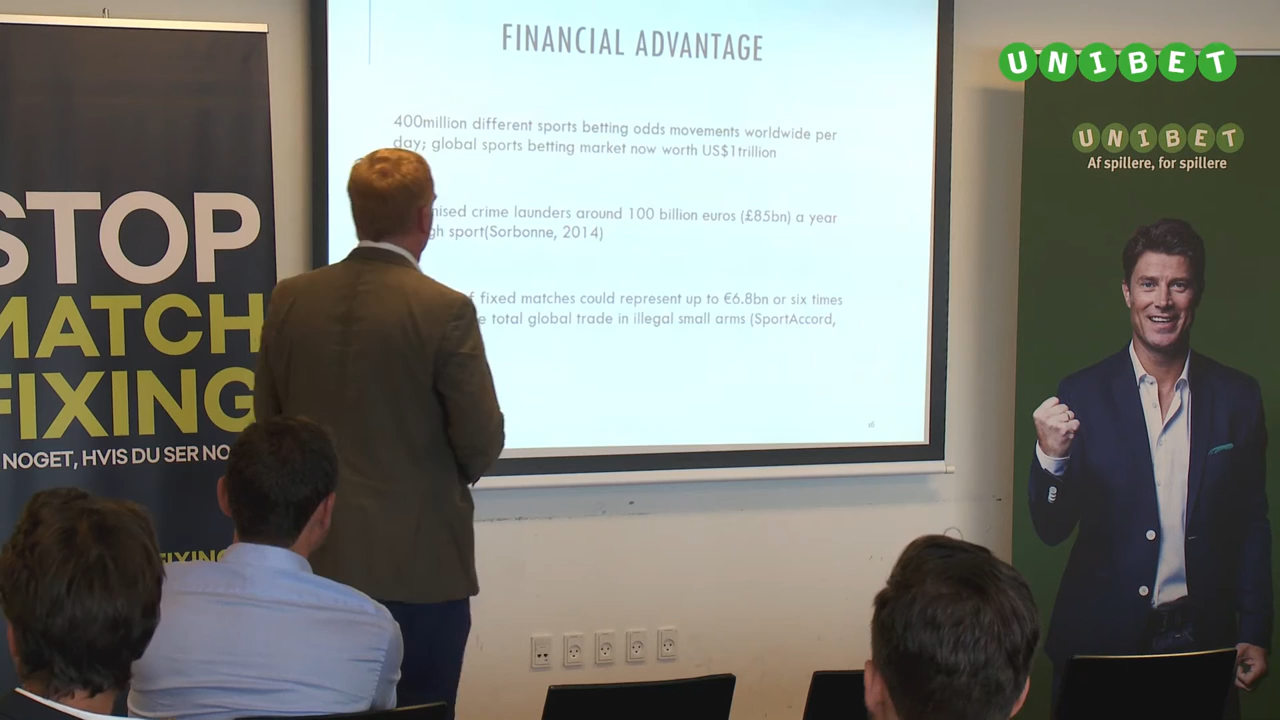 FINANCIAL ADVANTAGE
400million different sports betting odds movements worldwide per
day; global sports betting market now worth US$1trillion
nised crime launders around 100 billion euros (£85bn) a year
gh sport(Sorbonne, 2014)
f fixed matches could represent up to €6.8bn or six times
e total global trade in illegal small arms (SportAccord,
STOP
MATCH
FIXING
NOGET, HVIS DU SER NO
FIXING
UNIBET
UNIBET
Af spillere, for spillere